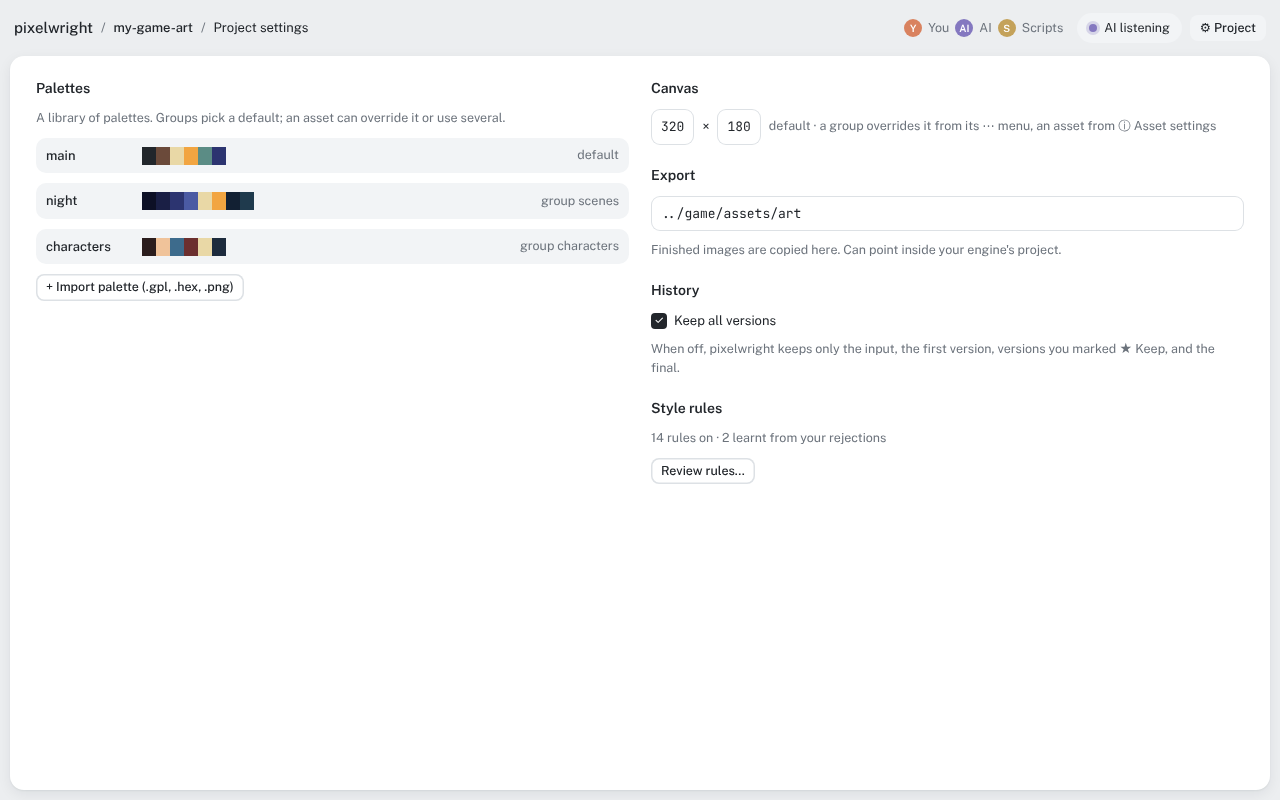 pixelwright / my-game-art / Project settings
Y You AI AI S Scripts AI listening ⚙ Project
Palettes
A library of palettes. Groups pick a default; an asset can override it or use several.
main default
night group scenes
characters group characters
+ Import palette (.gpl, .hex, .png)
Canvas
320 × 180 default · a group overrides it from its ··· menu, an asset from ⓘ Asset settings
Export
../game/assets/art
Finished images are copied here. Can point inside your engine's project.
History
Keep all versions
When off, pixelwright keeps only the input, the first version, versions you marked ★ Keep, and the
final.
Style rules
14 rules on · 2 learnt from your rejections
Review rules...